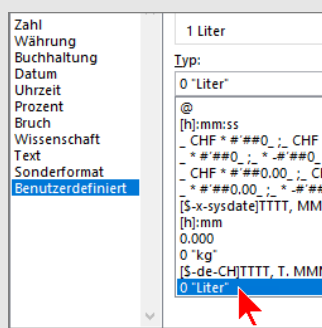 Zahl
Währung
Buchhaltung
Datum
Uhrzeit
Prozent
Bruch
Wissenschaft
Text
Sonderformat
Benutzerdefiniert
1 Liter
Typ:
0 "Liter"
@
[h]:mm:ss
_ CHF * #'##0_ ;_ CHF
_ * #'##0_ ;_ * -#'##0_
_ CHF * #'##0.00_ ;_ C
_ * #'##0.00_ ;_ * -#'#
[$-x-sysdate]TTTT, MM
[h]:mm
0.000
0 "kg"
[$-de-CH]TTTT, T. MMM
0 "Liter"